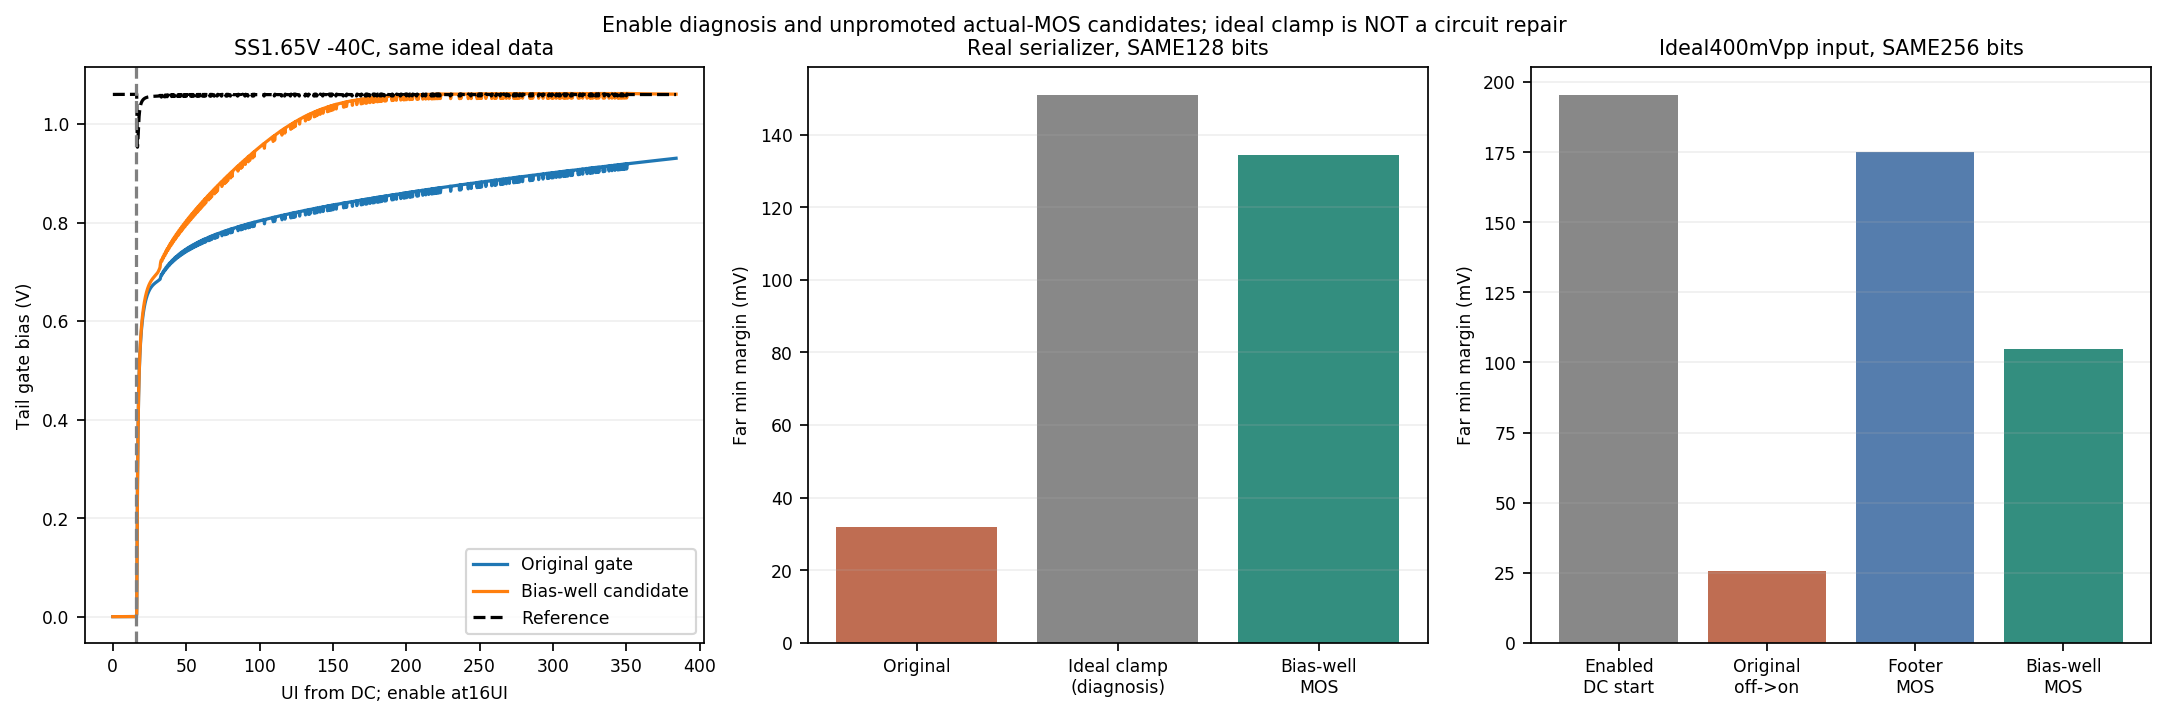 Enable diagnosis and unpromoted actual-MOS candidates; ideal clamp is NOT a circuit repair
SS1.65V -40C, same ideal data
Tail gate bias (V)
1.0
0.8
0.6
0.4
0.2
0.0
Original gate
Bias-well candidate
Reference
0 50 100 150 200 250 300 350 400
UI from DC; enable at16UI
Real serializer, SAME128 bits
Far min margin (mV)
140
120
100
80
60
40
20
0
Original
Ideal clamp
(diagnosis)
Bias-well
MOS
Ideal400mVpp input, SAME256 bits
Far min margin (mV)
200
175
150
125
100
75
50
25
0
Enabled
DC start
Original
off->on
Footer
MOS
Bias-well
MOS